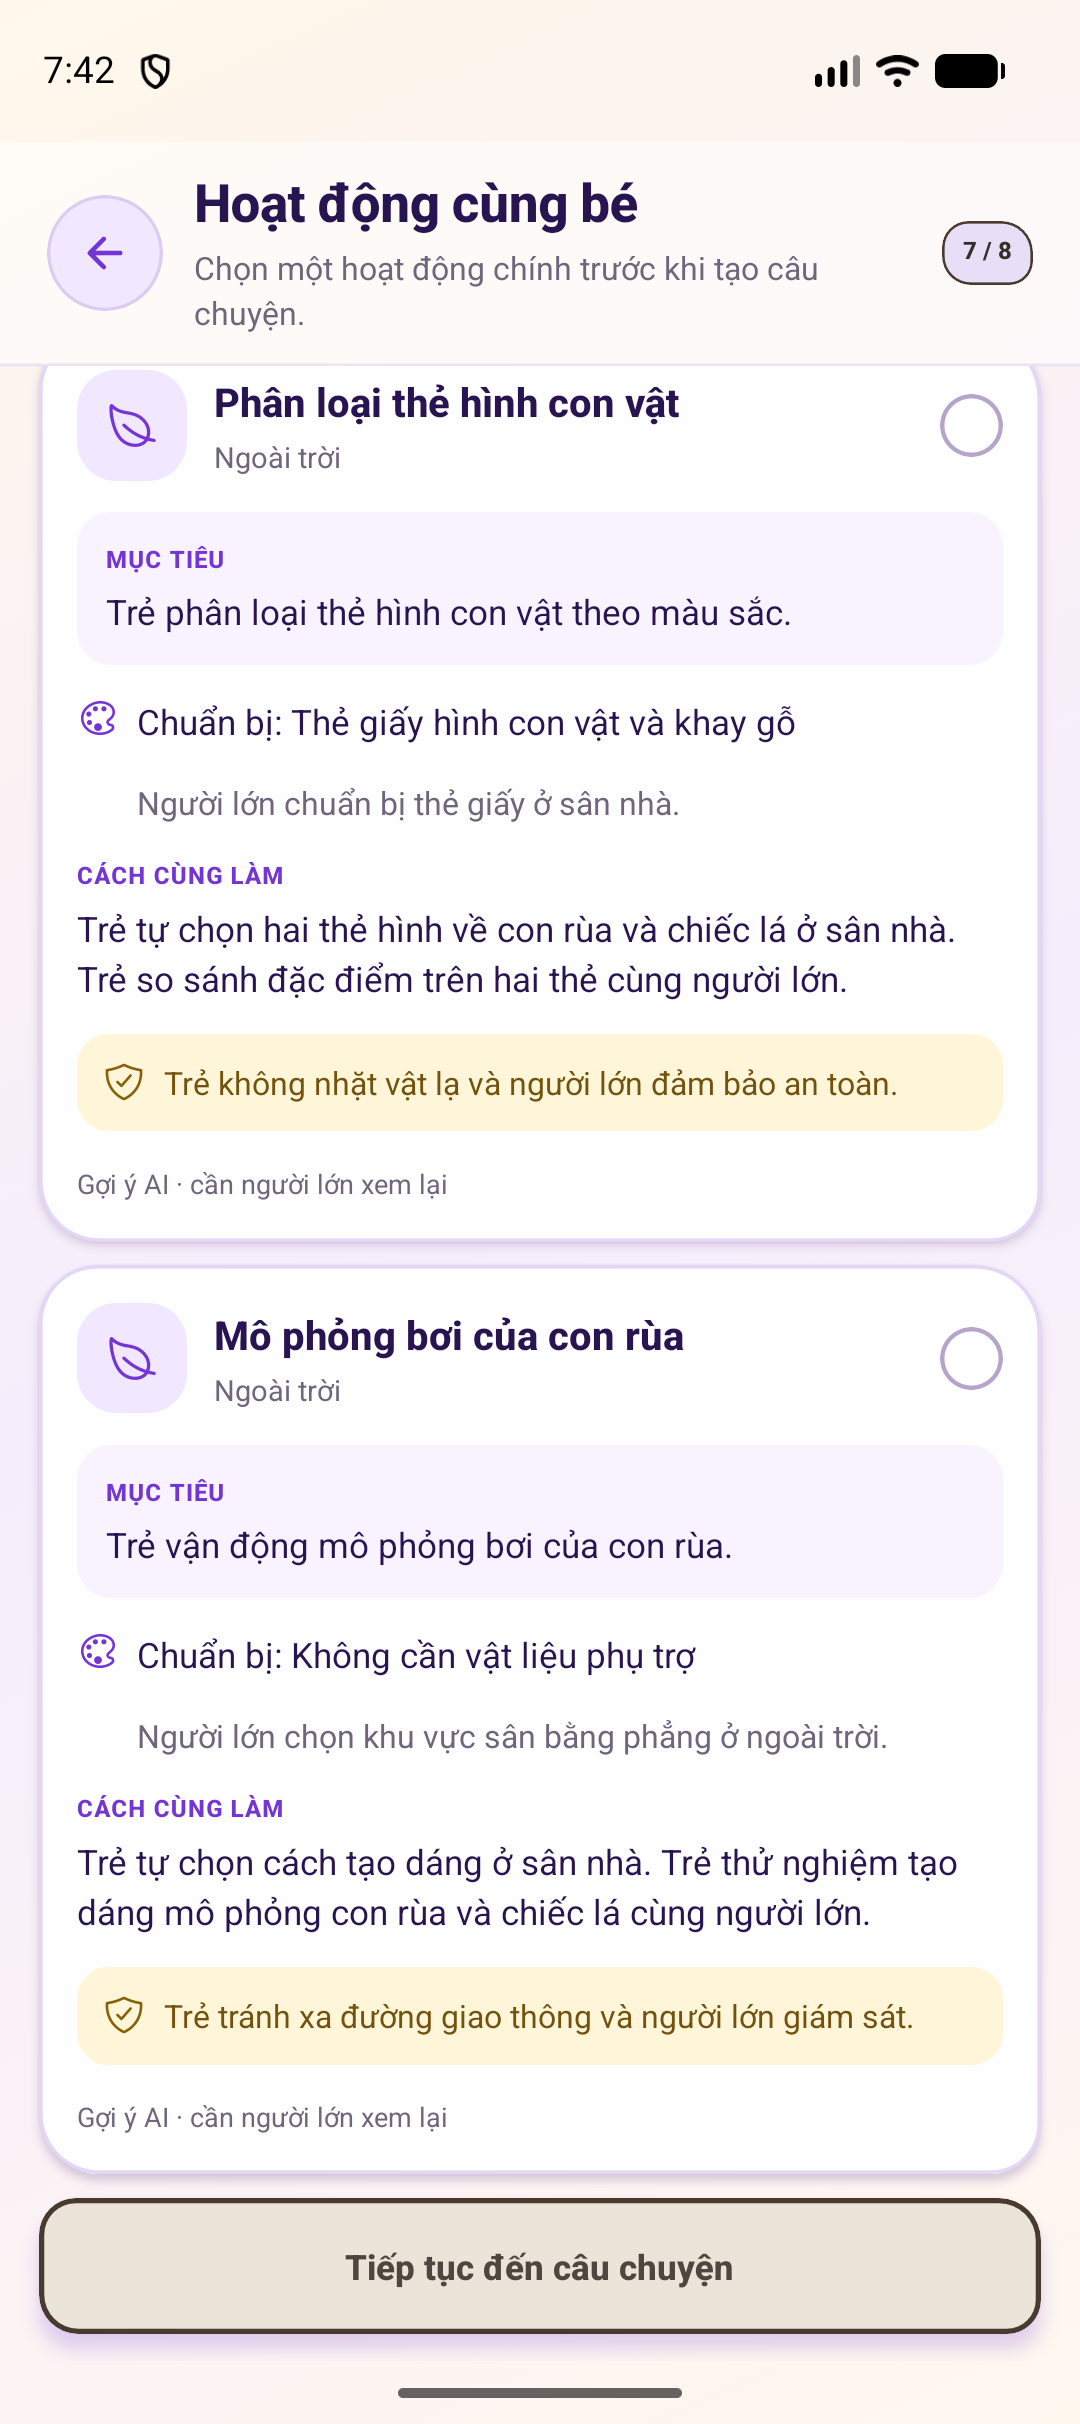 7:42
Hoạt động cùng bé
Chọn một hoạt động chính trước khi tạo câu
chuyện.
7 / 8
Phân loại thẻ hình con vật
Ngoài trời
MỤC TIÊU
Trẻ phân loại thẻ hình con vật theo màu sắc.
Chuẩn bị: Thẻ giấy hình con vật và khay gỗ
Người lớn chuẩn bị thẻ giấy ở sân nhà.
CÁCH CÙNG LÀM
Trẻ tự chọn hai thẻ hình về con rùa và chiếc lá ở sân nhà.
Trẻ so sánh đặc điểm trên hai thẻ cùng người lớn.
Trẻ không nhặt vật lạ và người lớn đảm bảo an toàn.
Gợi ý AI · cần người lớn xem lại
Mô phỏng bơi của con rùa
Ngoài trời
MỤC TIÊU
Trẻ vận động mô phỏng bơi của con rùa.
Chuẩn bị: Không cần vật liệu phụ trợ
Người lớn chọn khu vực sân bằng phẳng ở ngoài trời.
CÁCH CÙNG LÀM
Trẻ tự chọn cách tạo dáng ở sân nhà. Trẻ thử nghiệm tạo
dáng mô phỏng con rùa và chiếc lá cùng người lớn.
Trẻ tránh xa đường giao thông và người lớn giám sát.
Gợi ý AI · cần người lớn xem lại
Tiếp tục đến câu chuyện